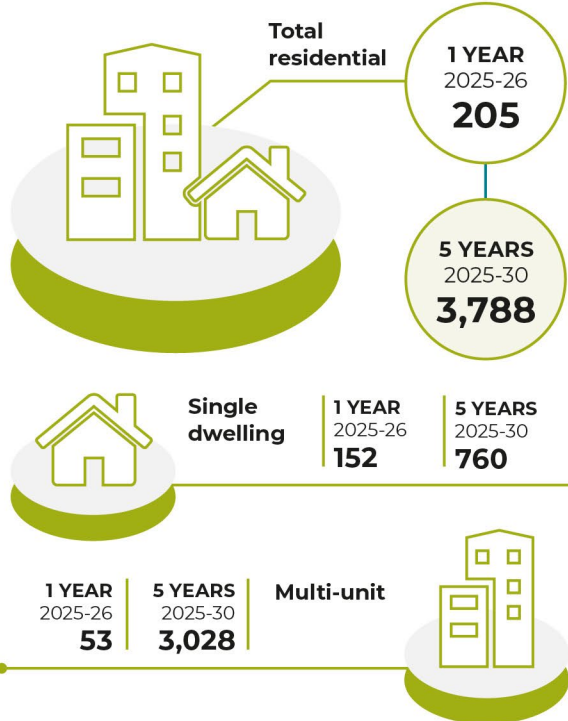 Total
residential
1 YEAR
2025-26
205
5 YEARS
2025-30
3,788
Single
dwelling
1 YEAR
2025-26
152
5 YEARS
2025-30
760
1 YEAR
2025-26
53
5 YEARS
2025-30
3,028
Multi-unit